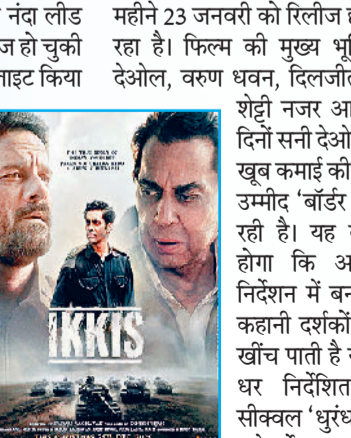 नंदा लीड
ज हो चुकी
ाइट किया
महीने 23 जनवरी को रिलीज ह
रहा है। फिल्म की मुख्य भू
देओल, वरुण धवन, दिलजीत
शेट्टी नजर आ
दिनों सनी देओ
खूब कमाई की
उम्मीद ‘बॉर्डर
रही है। यह
होगा कि अ
निर्देशन में बन
कहानी दर्शकों
खींच पाती है
धर निर्देशित
सीक्वल ‘धुरंध
IKKIS